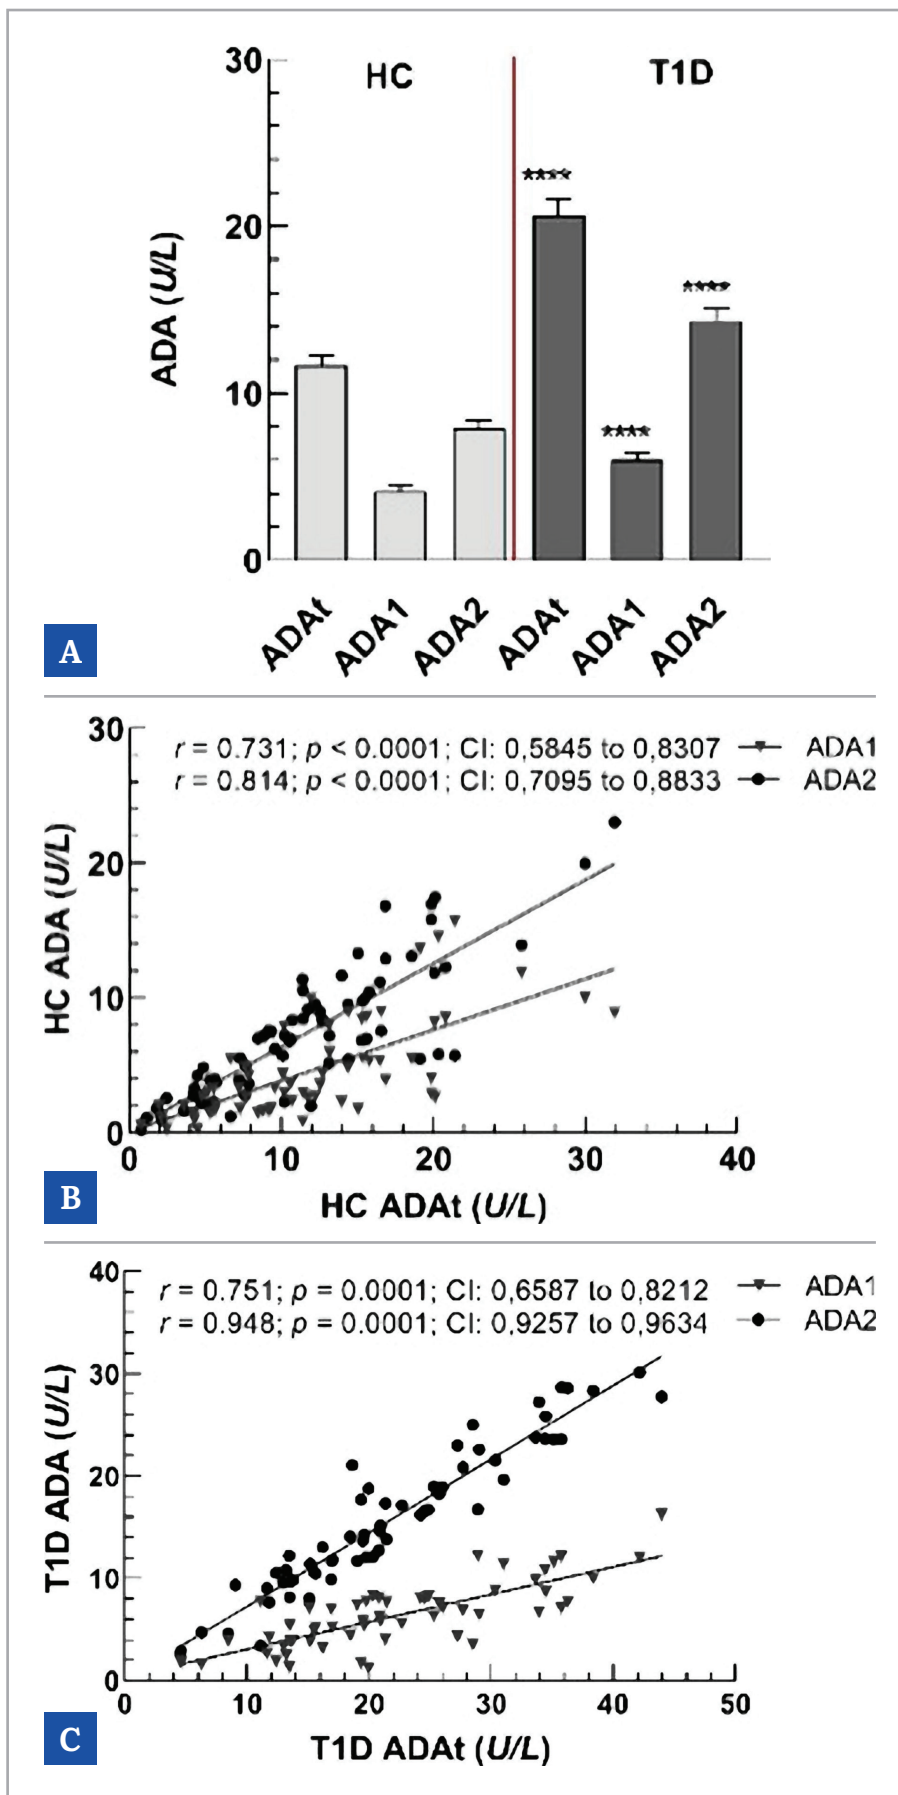 30
HC
T1D
****
20
****
ADA (U/L)
10
****
0
ADAt
ADA1
ADA2
ADAt
ADA1
ADA2
A
30
r = 0.731; p < 0.0001; CI: 0,5845 to 0,8307
ADA1
r = 0.814; p < 0.0001; CI: 0,7095 to 0,8833
ADA2
HC ADA (U/L)
20
10
0
0 10 20 30 40
HC ADAt (U/L)
B
40
r = 0.751; p = 0.0001; CI: 0,6587 to 0,8212
ADA1
r = 0.948; p = 0.0001; CI: 0,9257 to 0,9634
ADA2
T1D ADA (U/L)
30
20
10
0
0 10 20 30 40 50
T1D ADAt (U/L)
C